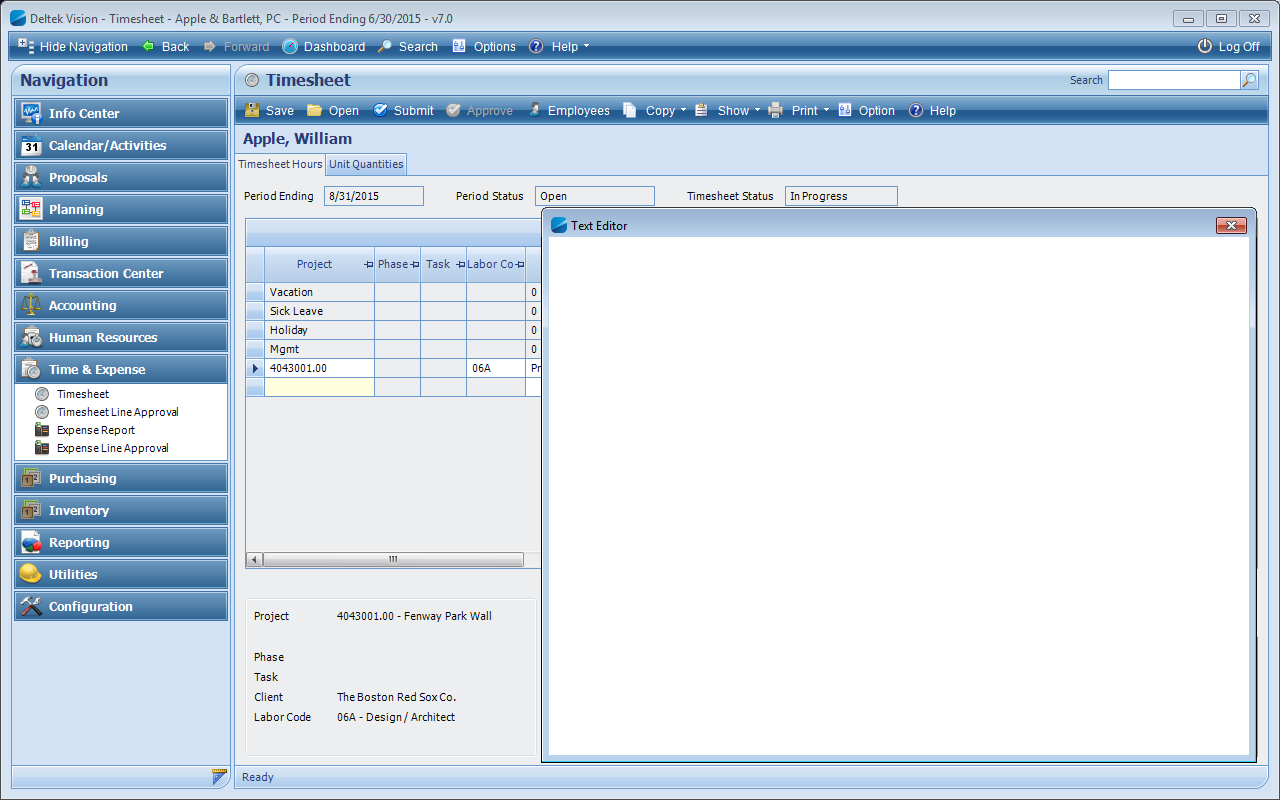 Deltek Vision - Timesheet - Apple & Bartlett, PC - Period Ending 6/30/2015 - v7.0
Hide Navigation Back Forward Dashboard Search Options Help Log Off
Navigation
Info Center
31 Calendar/Activities
Proposals
Planning
Billing
Transaction Center
Accounting
Human Resources
Time & Expense
Timesheet
Timesheet Line Approval
Expense Report
Expense Line Approval
Purchasing
Inventory
Reporting
Utilities
Configuration
Timesheet Search
Save Open Submit Approve Employees Copy Show Print Option Help
Apple, William
Timesheet Hours Unit Quantities
Period Ending 8/31/2015 Period Status Open Timesheet Status In Progress
Project Phase Task Labor Co
Vacation 0
Sick Leave 0
Holiday 0
Mgmt 0
4043001.00 06A Pr
Project 4043001.00 - Fenway Park Wall
Phase
Task
Client The Boston Red Sox Co.
Labor Code 06A - Design / Architect
Text Editor
Ready